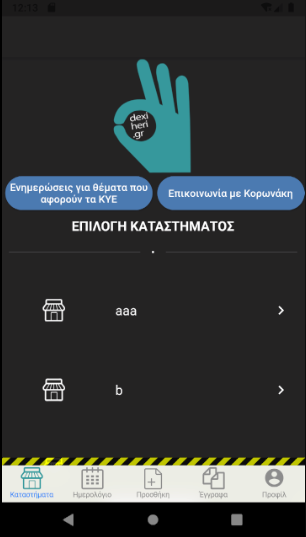 12:13
dexi
heri
.gr
Ενημερώσεις για θέματα που
αφορούν τα ΚΥΕ
Επικοινωνία με Κορωνάκη
ΕΠΙΛΟΓΗ ΚΑΤΑΣΤΗΜΑΤΟΣ
aaa
b
Καταστήματα
Ημερολόγιο
Προσθήκη
Έγγραφα
Προφίλ